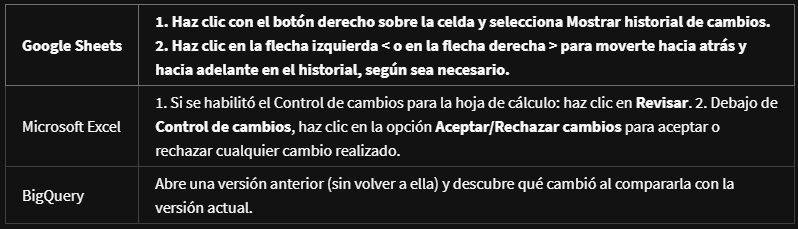 Google Sheets
1. Haz clic con el botón derecho sobre la celda y selecciona Mostrar historial de cambios.
2. Haz clic en la flecha izquierda < o en la flecha derecha > para moverte hacia atrás y
hacia adelante en el historial, según sea necesario.
Microsoft Excel
1. Si se habilitó el Control de cambios para la hoja de cálculo: haz clic en Revisar. 2. Debajo de
Control de cambios, haz clic en la opción Aceptar/Rechazar cambios para aceptar o
rechazar cualquier cambio realizado.
BigQuery
Abre una versión anterior (sin volver a ella) y descubre qué cambió al compararla con la
versión actual.